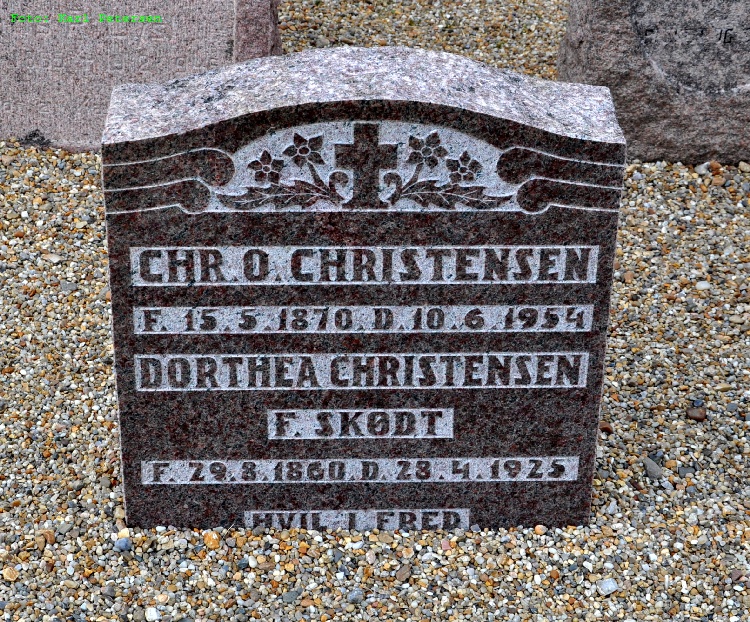 CHR. O. CHRISTENSEN
F. 15.5.1870. D. 10.6.1954
DORTHEA CHRISTENSEN
F. SKØDT
F. 29.8.1860. D. 28.4.1925
HVIL I FRED